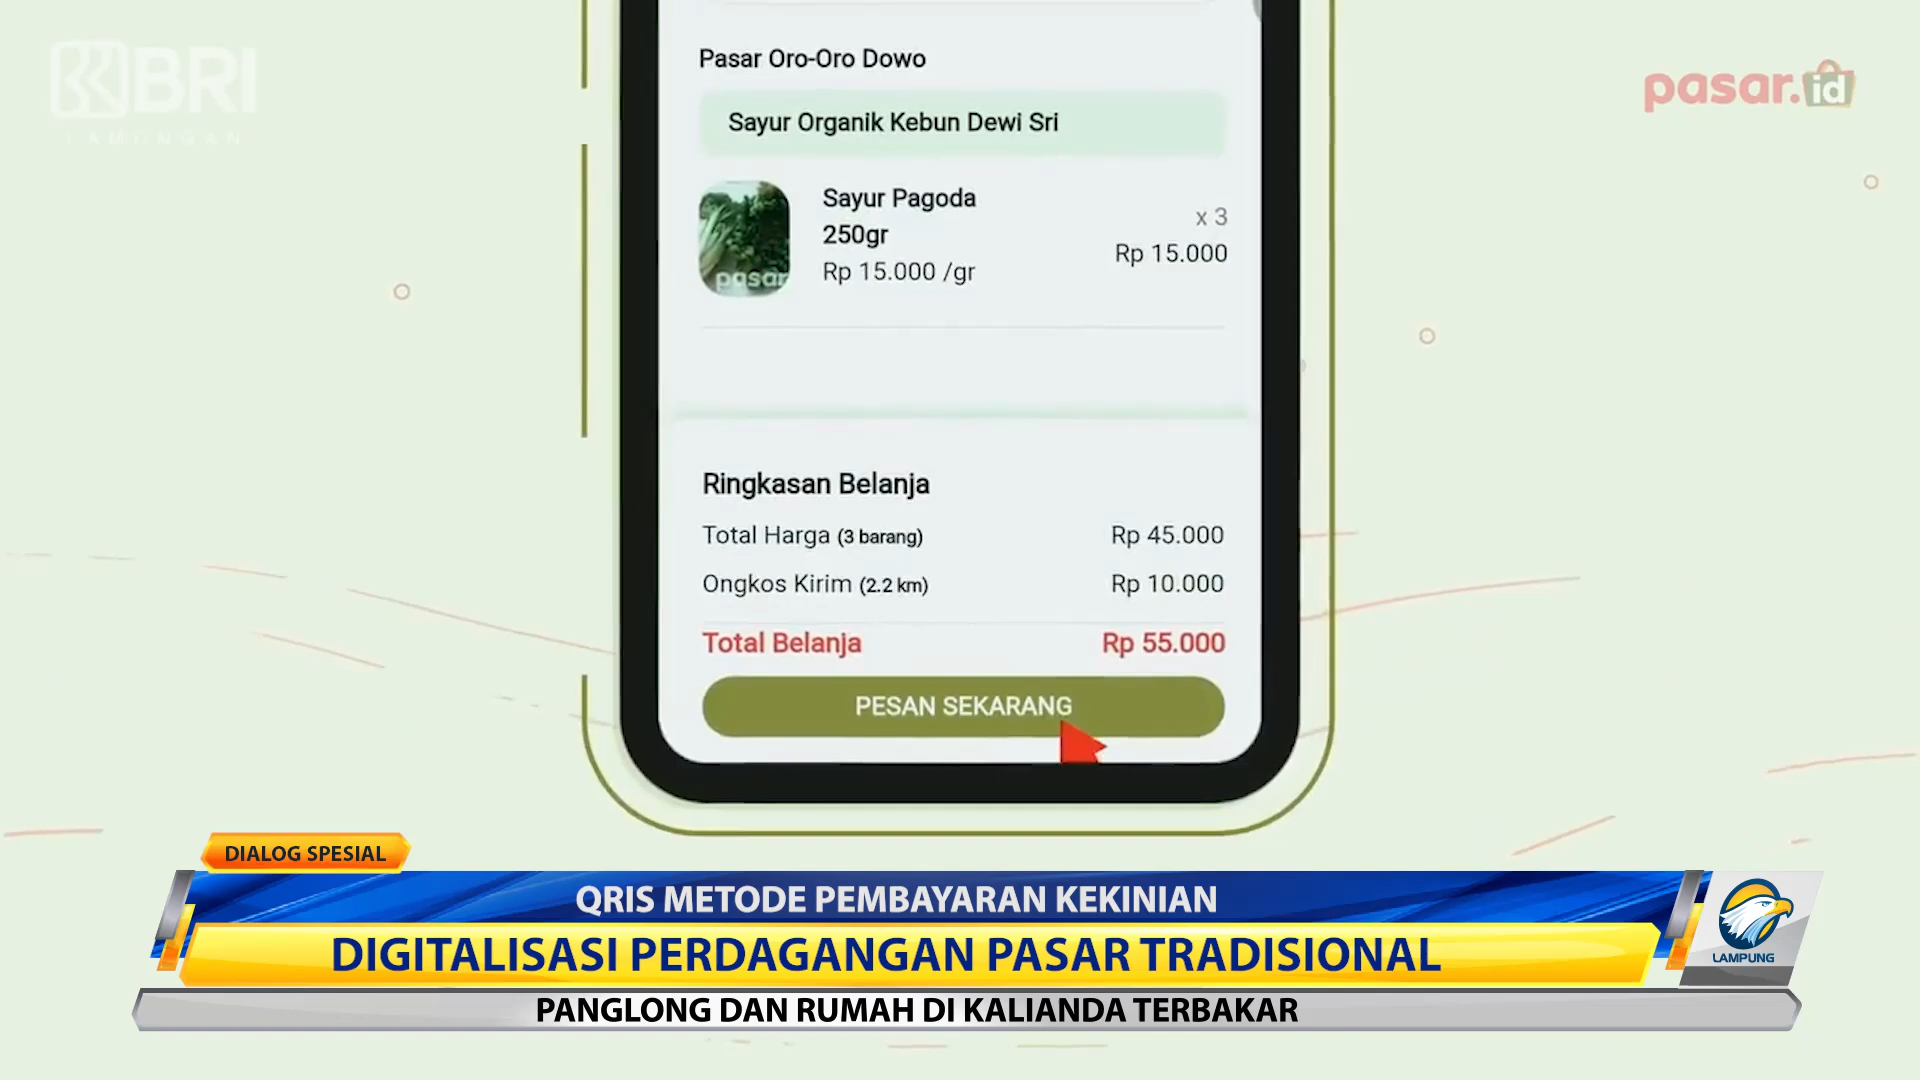 BRI
LAMONGAN
pasar.id
Pasar Oro-Oro Dowo
Sayur Organik Kebun Dewi Sri
Sayur Pagoda
250gr
Rp 15.000 /gr
x 3
Rp 15.000
pasar
Ringkasan Belanja
Total Harga (3 barang) Rp 45.000
Ongkos Kirim (2.2 km) Rp 10.000
Total Belanja Rp 55.000
PESAN SEKARANG
DIALOG SPESIAL
QRIS METODE PEMBAYARAN KEKINIAN
DIGITALISASI PERDAGANGAN PASAR TRADISIONAL
LAMPUNG
PANGLONG DAN RUMAH DI KALIANDA TERBAKAR